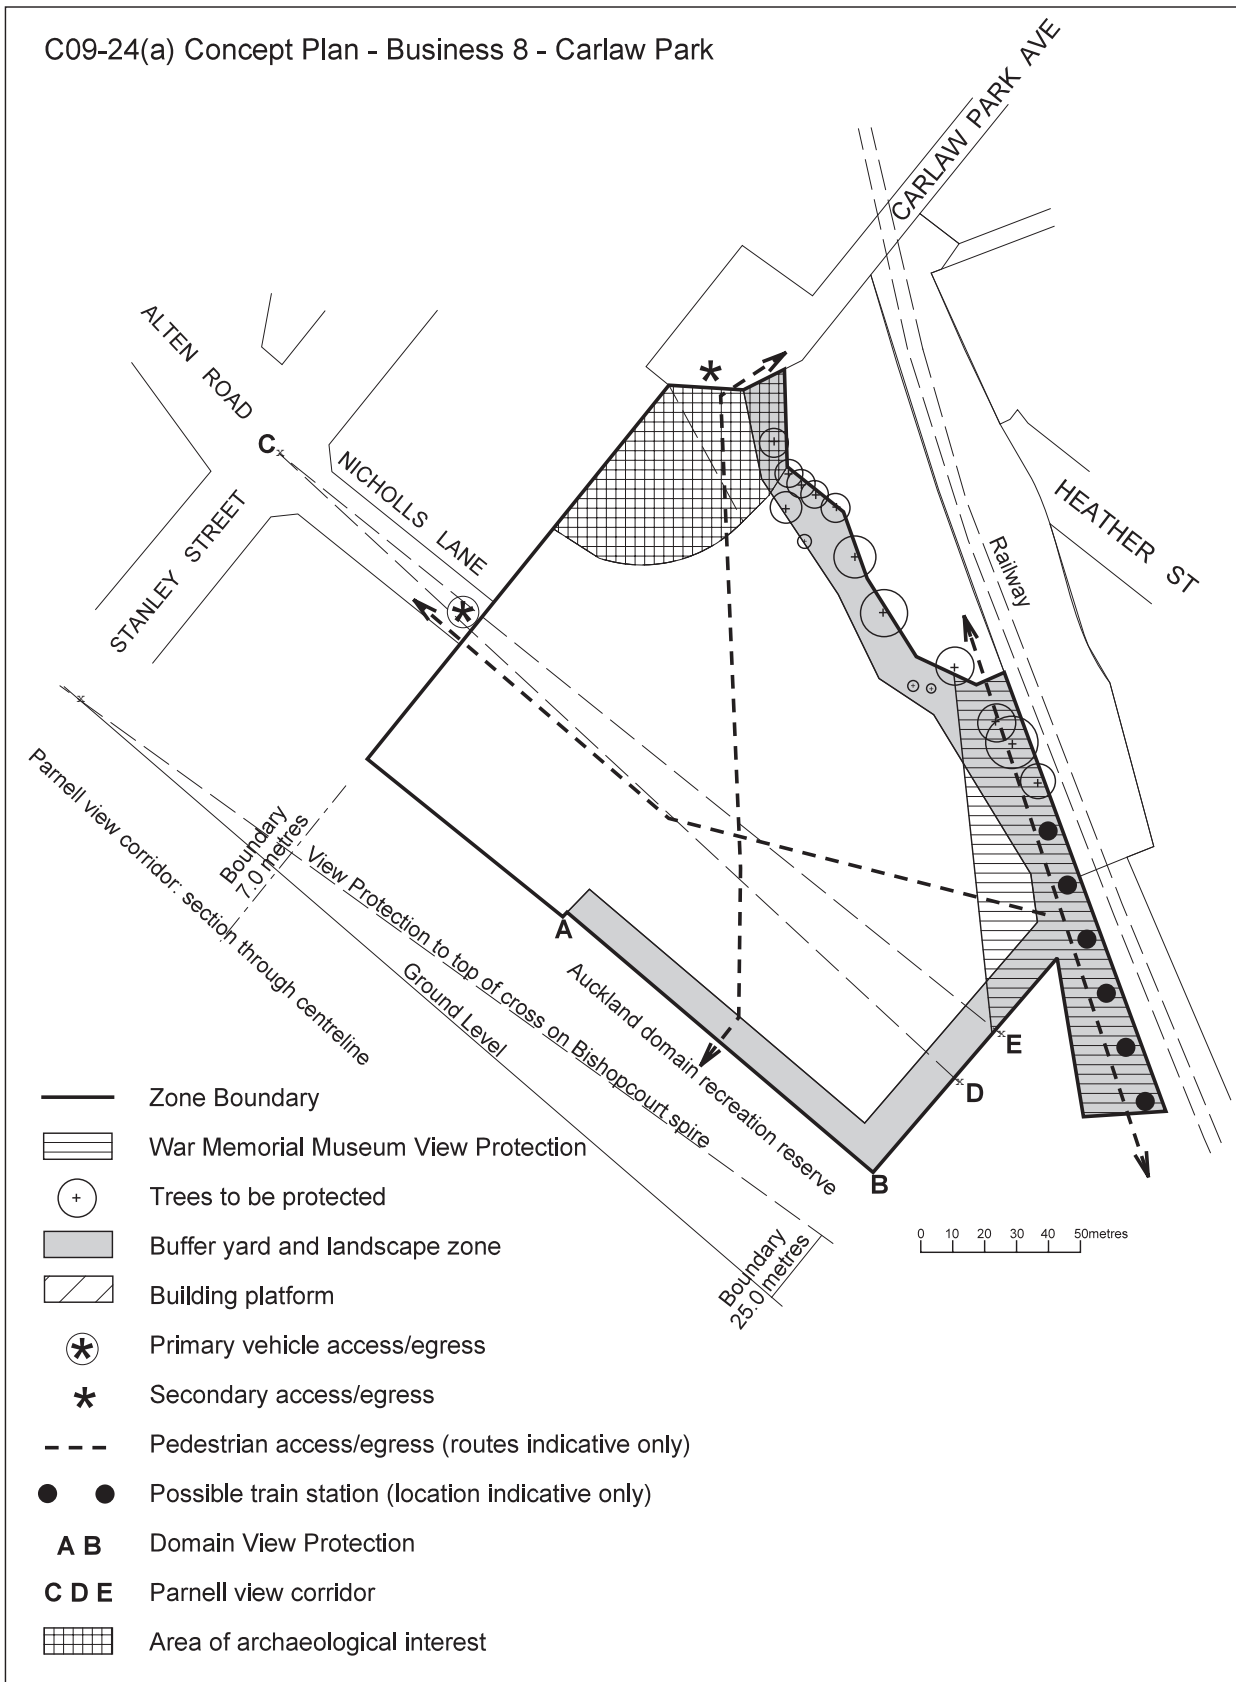 C09-24(a) Concept Plan - Business 8 - Carlaw Park
CARLAW PARK AVE
ALTEN ROAD
C
NICHOLLS
LANE
STANLEY STREET
HEATHER ST
Railway
Parnell view corridor: section through centreline
Boundary
7.0 metres
View Protection to top of cross on Bishopcourt spire
Ground Level
A
Auckland domain recreation reserve
E
D
B
Boundary
25.0 metres
0 10 20 30 40 50metres
Zone Boundary
War Memorial Museum View Protection
Trees to be protected
Buffer yard and landscape zone
Building platform
Primary vehicle access/egress
Secondary access/egress
Pedestrian access/egress (routes indicative only)
Possible train station (location indicative only)
A B Domain View Protection
C D E Parnell view corridor
Area of archaeological interest